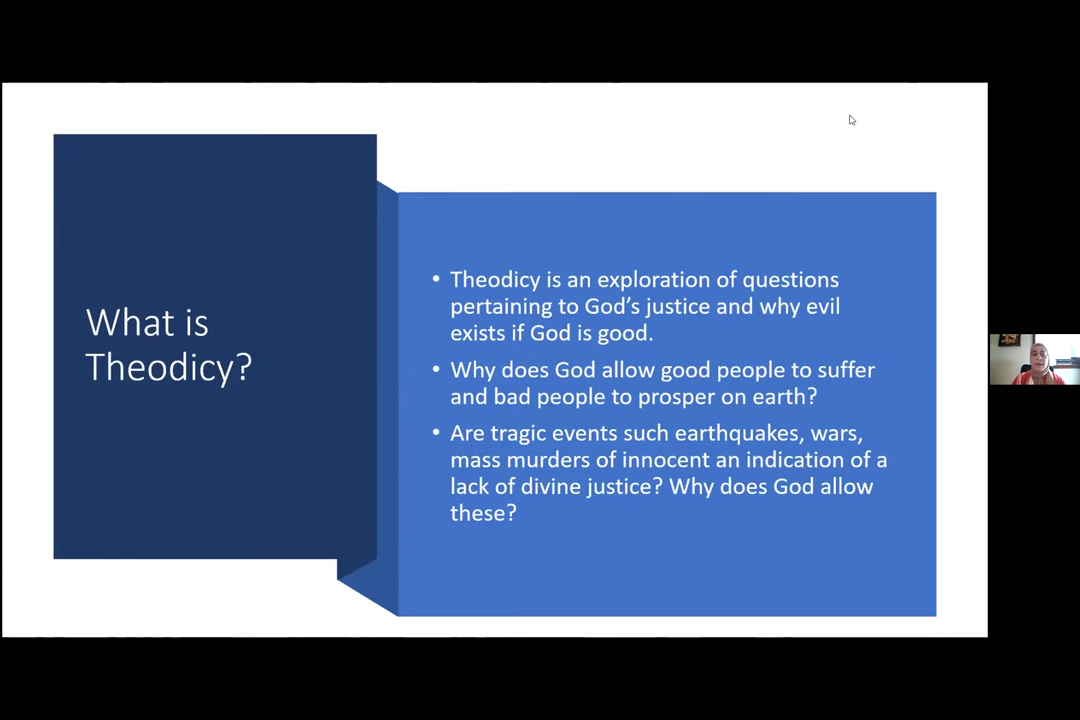 What is
Theodicy?
• Theodicy is an exploration of questions
pertaining to God’s justice and why evil
exists if God is good.
• Why does God allow good people to suffer
and bad people to prosper on earth?
• Are tragic events such earthquakes, wars,
mass murders of innocent an indication of a
lack of divine justice? Why does God allow
these?